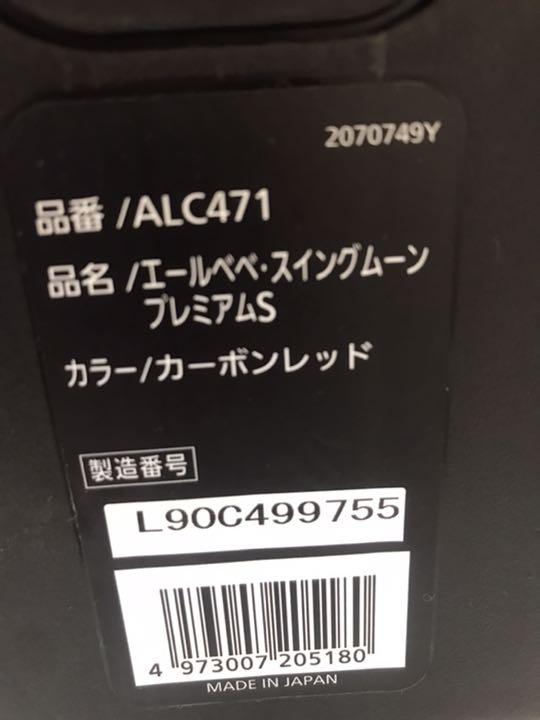 2070749Y
品番/ALC471
品名/エールベベ・スイングムーン
プレミアムS
カラー/カーボンレッド
製造番号
L90C499755
4 973007 205180
MADE IN JAPAN